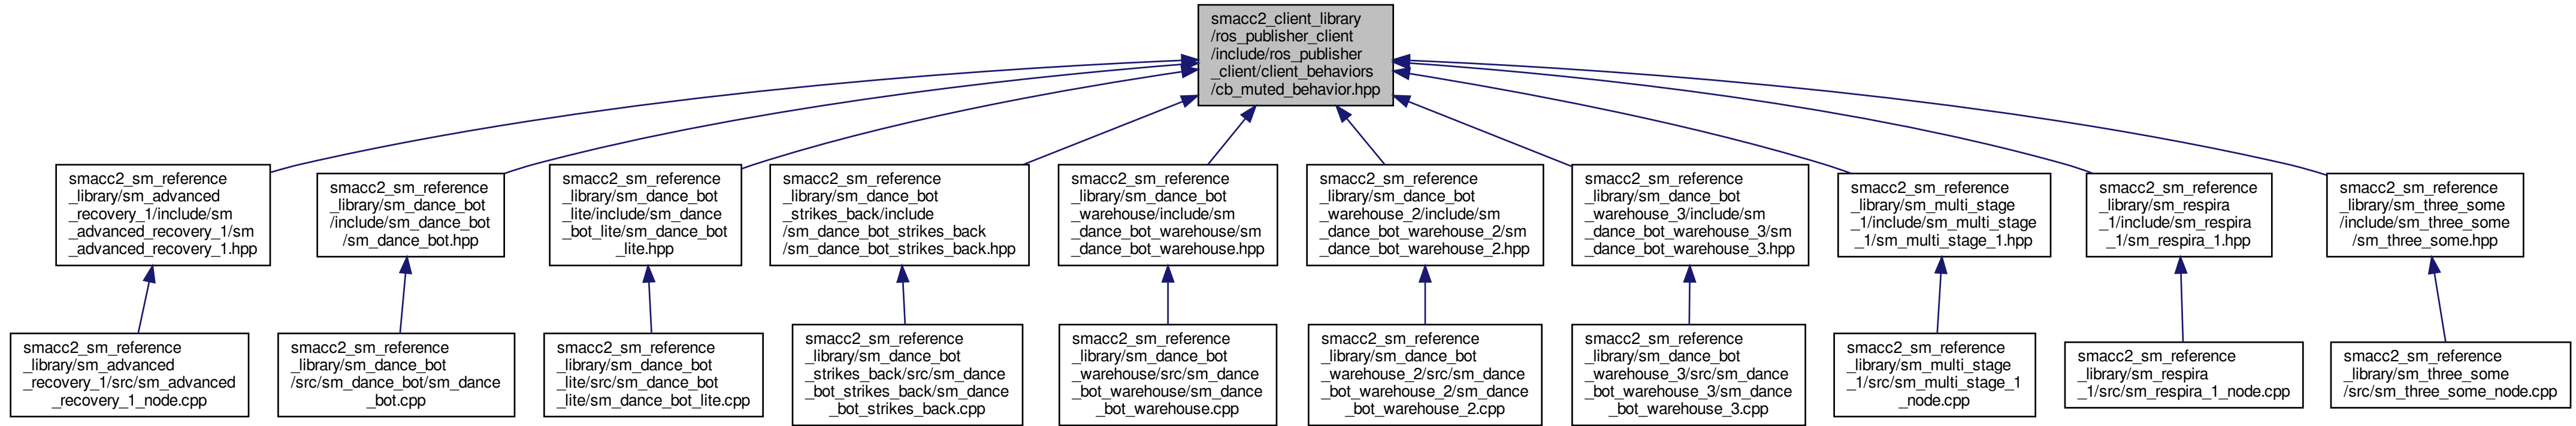 smacc2_client_library
/ros_publisher_client
/include/ros_publisher
_client/client_behaviors
/cb_muted_behavior.hpp
smacc2_sm_reference
_library/sm_advanced
_recovery_1/include/sm
_advanced_recovery_1/sm
_advanced_recovery_1.hpp
smacc2_sm_reference
_library/sm_dance_bot
/include/sm_dance_bot
/sm_dance_bot.hpp
smacc2_sm_reference
_library/sm_dance_bot
_lite/include/sm_dance
_bot_lite/sm_dance_bot
_lite.hpp
smacc2_sm_reference
_library/sm_dance_bot
_strikes_back/include
/sm_dance_bot_strikes_back
/sm_dance_bot_strikes_back.hpp
smacc2_sm_reference
_library/sm_dance_bot
_warehouse/include/sm
_dance_bot_warehouse/sm
_dance_bot_warehouse.hpp
smacc2_sm_reference
_library/sm_dance_bot
_warehouse_2/include/sm
_dance_bot_warehouse_2/sm
_dance_bot_warehouse_2.hpp
smacc2_sm_reference
_library/sm_dance_bot
_warehouse_3/include/sm
_dance_bot_warehouse_3/sm
_dance_bot_warehouse_3.hpp
smacc2_sm_reference
_library/sm_multi_stage
_1/include/sm_multi_stage
_1/sm_multi_stage_1.hpp
smacc2_sm_reference
_library/sm_respira
_1/include/sm_respira
_1/sm_respira_1.hpp
smacc2_sm_reference
_library/sm_three_some
/include/sm_three_some
/sm_three_some.hpp
smacc2_sm_reference
_library/sm_advanced
_recovery_1/src/sm_advanced
_recovery_1_node.cpp
smacc2_sm_reference
_library/sm_dance_bot
/src/sm_dance_bot/sm_dance
_bot.cpp
smacc2_sm_reference
_library/sm_dance_bot
_lite/src/sm_dance_bot
_lite/sm_dance_bot_lite.cpp
smacc2_sm_reference
_library/sm_dance_bot
_strikes_back/src/sm_dance
_bot_strikes_back/sm_dance
_bot_strikes_back.cpp
smacc2_sm_reference
_library/sm_dance_bot
_warehouse/src/sm_dance
_bot_warehouse/sm_dance
_bot_warehouse.cpp
smacc2_sm_reference
_library/sm_dance_bot
_warehouse_2/src/sm_dance
_bot_warehouse_2/sm_dance
_bot_warehouse_2.cpp
smacc2_sm_reference
_library/sm_dance_bot
_warehouse_3/src/sm_dance
_bot_warehouse_3/sm_dance
_bot_warehouse_3.cpp
smacc2_sm_reference
_library/sm_multi_stage
_1/src/sm_multi_stage_1
_node.cpp
smacc2_sm_reference
_library/sm_respira
_1/src/sm_respira_1_node.cpp
smacc2_sm_reference
_library/sm_three_some
/src/sm_three_some_node.cpp